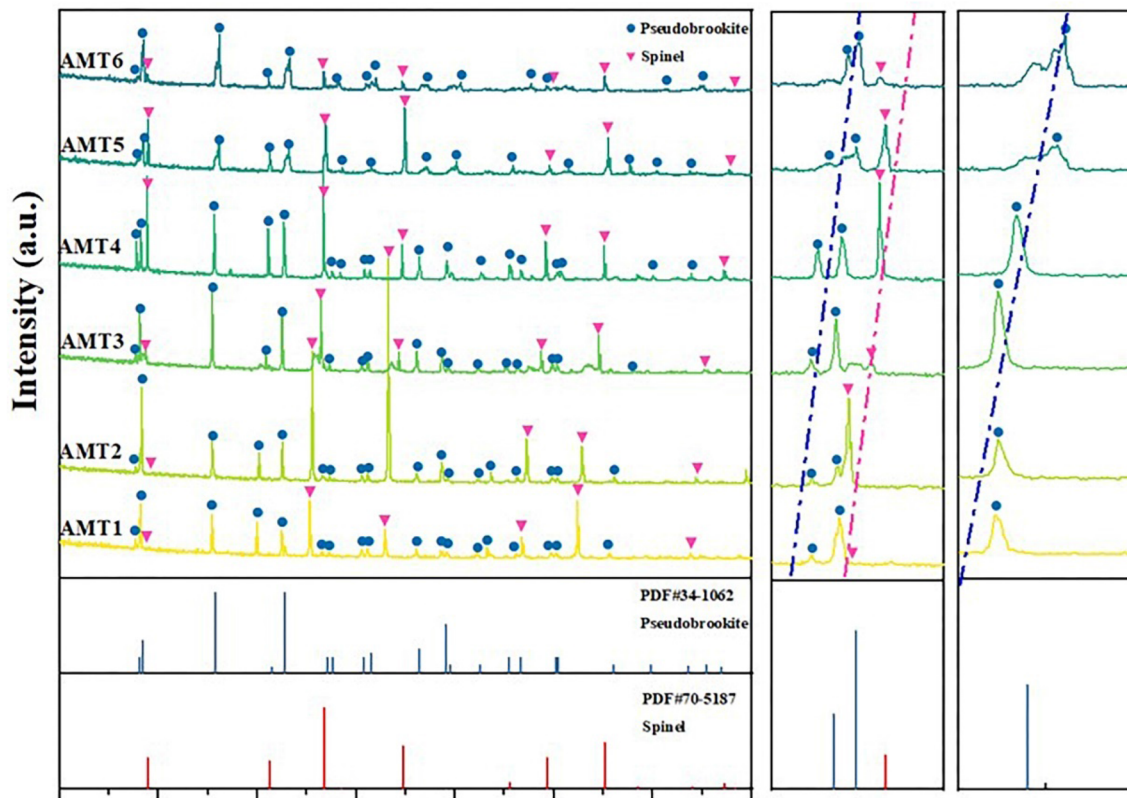 Intensity (a.u.)
Pseudobrookite
Spinel
AMT6
AMT5
AMT4
AMT3
AMT2
AMT1
PDF#34-1062
Pseudobrookite
PDF#70-5187
Spinel